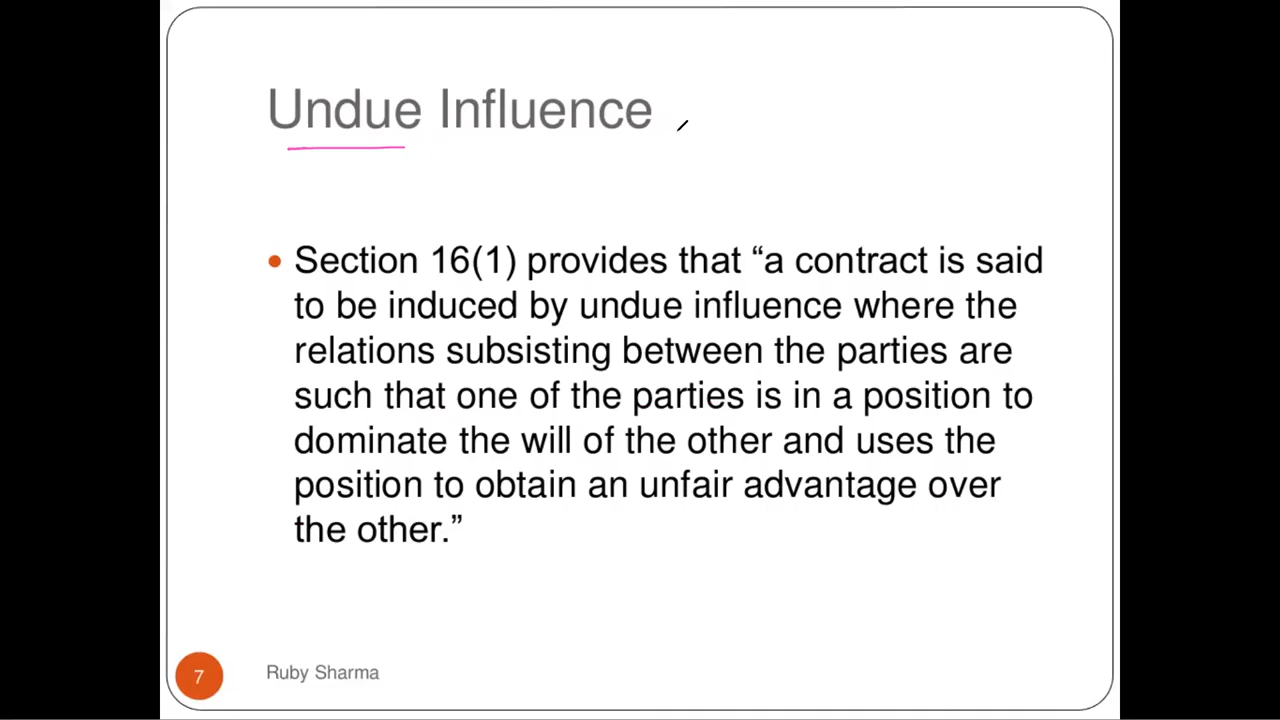 Undue Influence
• Section 16(1) provides that “a contract is said
to be induced by undue influence where the
relations subsisting between the parties are
such that one of the parties is in a position to
dominate the will of the other and uses the
position to obtain an unfair advantage over
the other.”
7
Ruby Sharma